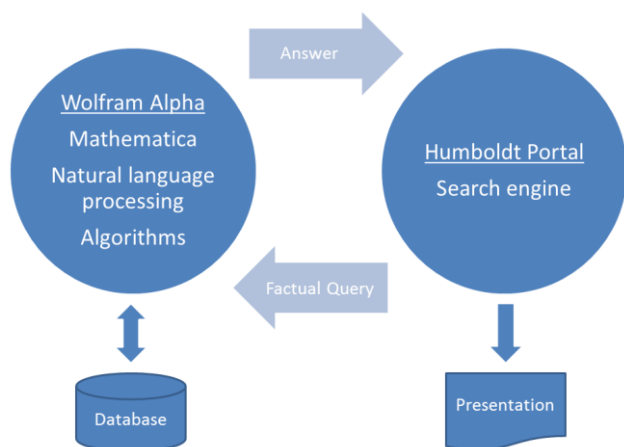 Answer
Wolfram Alpha
Mathematica
Natural language
processing
Algorithms
Humboldt Portal
Search engine
Factual Query
Database
Presentation